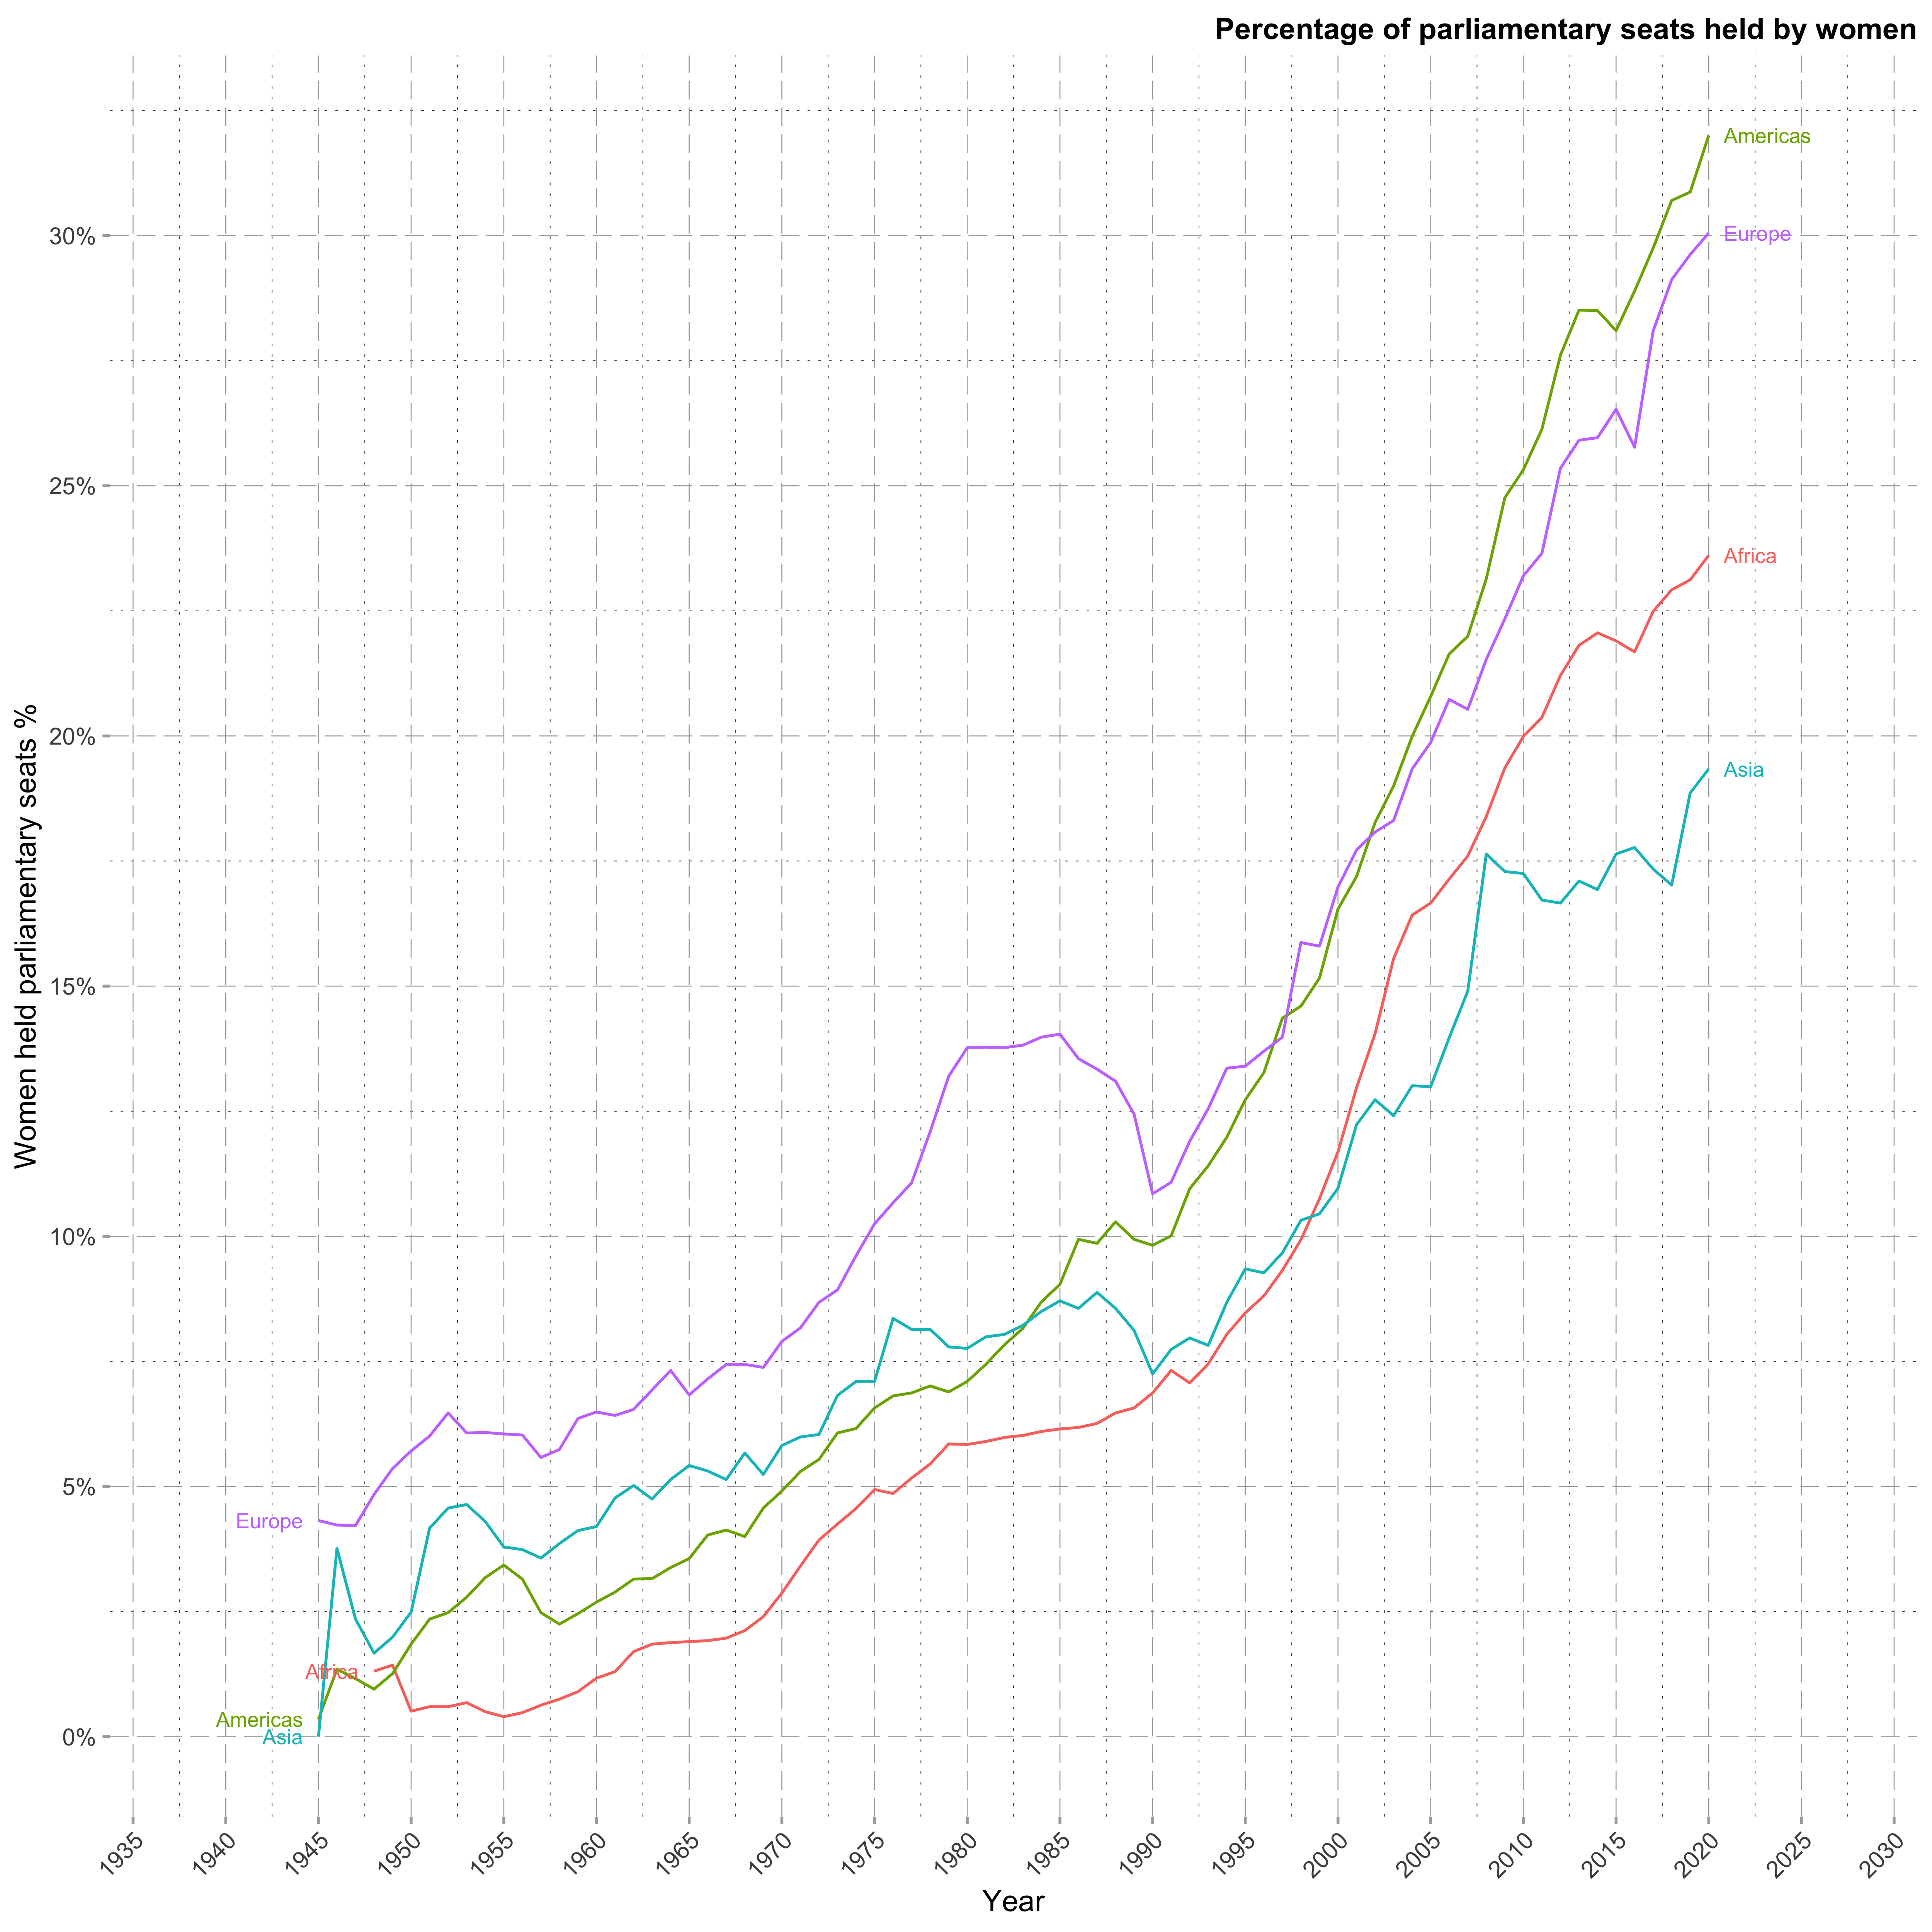 Percentage of parliamentary seats held by women
Women held parliamentary seats %
30%
25%
20%
15%
10%
5%
0%
Americas
Europe
Africa
Asia
Europe
Africa
Americas
Asia
1935 1940 1945 1950 1955 1960 1965 1970 1975 1980 1985 1990 1995 2000 2005 2010 2015 2020 2025 2030
Year